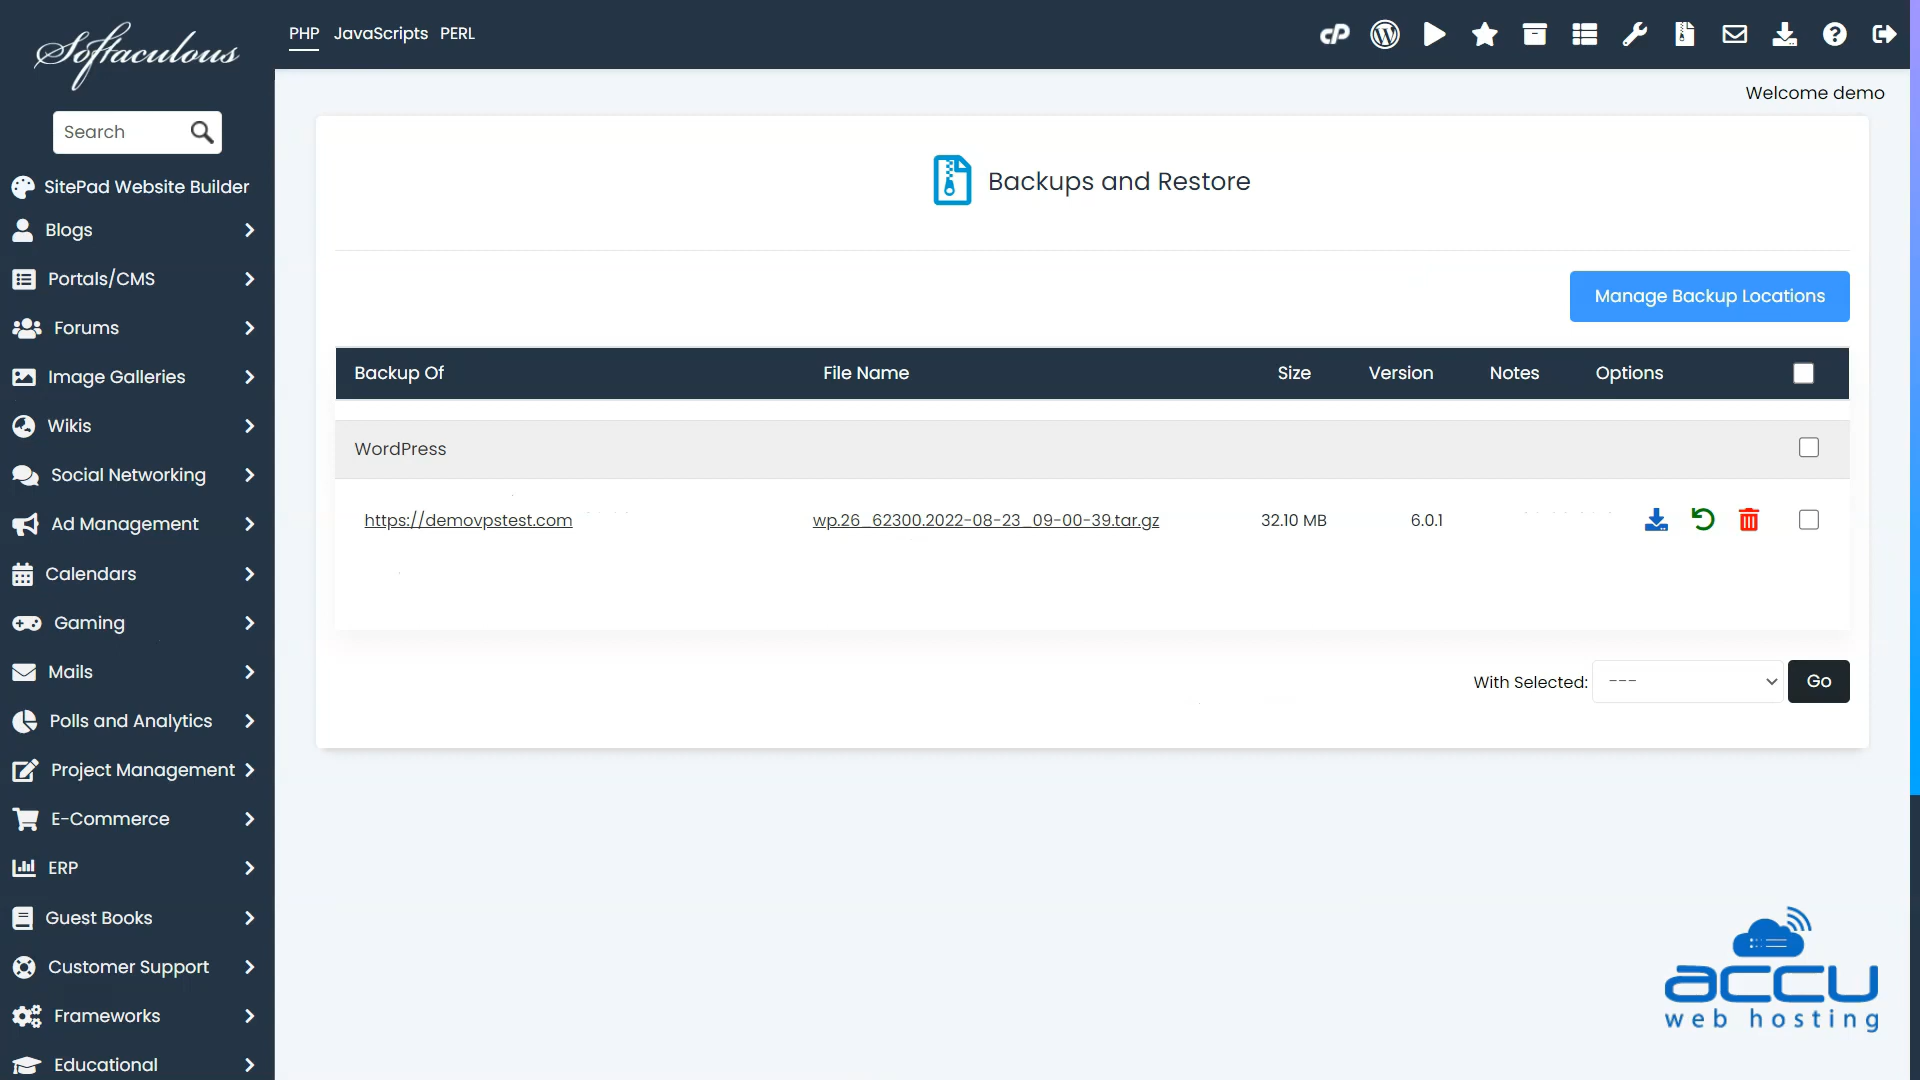 Softaculous
PHP JavaScripts PERL
Welcome demo
Search
SitePad Website Builder
Blogs
Portals/CMS
Forums
Image Galleries
Wikis
Social Networking
Ad Management
Calendars
Gaming
Mails
Polls and Analytics
Project Management
E-Commerce
ERP
Guest Books
Customer Support
Frameworks
Educational
Backups and Restore
Manage Backup Locations
Backup Of File Name Size Version Notes Options
WordPress
https://demovpstest.com wp.26_62300.2022-08-23_09-00-39.tar.gz 32.10 MB 6.0.1
With Selected: --- Go
accu
web hosting